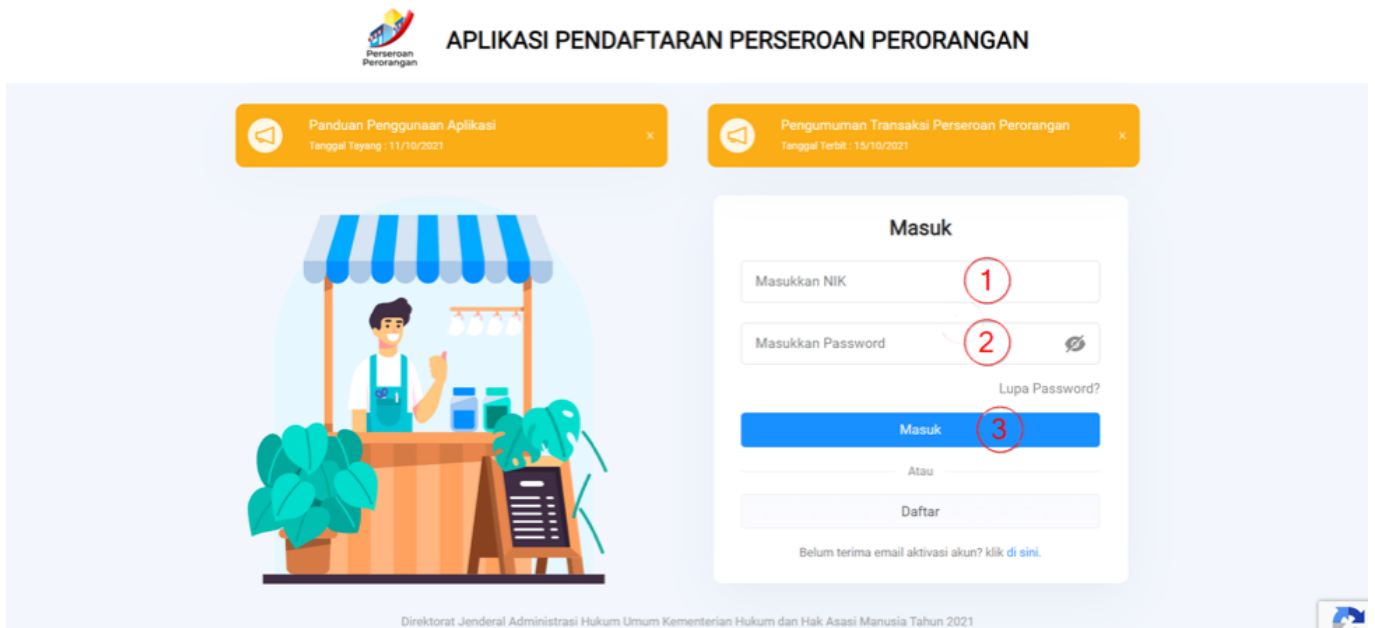 Perseroan
Perorangan
APLIKASI PENDAFTARAN PERSEROAN PERORANGAN
Panduan Penggunaan Aplikasi
Tanggal Tayang : 11/10/2021
×
Pengumuman Transaksi Perseroan Perorangan
Tanggal Terbit : 15/10/2021
×
Masuk
Masukkan NIK 1
Masukkan Password 2
Lupa Password?
Masuk 3
Atau
Daftar
Belum terima email aktivasi akun? klik di sini.
Direktorat Jenderal Administrasi Hukum Umum Kementerian Hukum dan Hak Asasi Manusia Tahun 2021